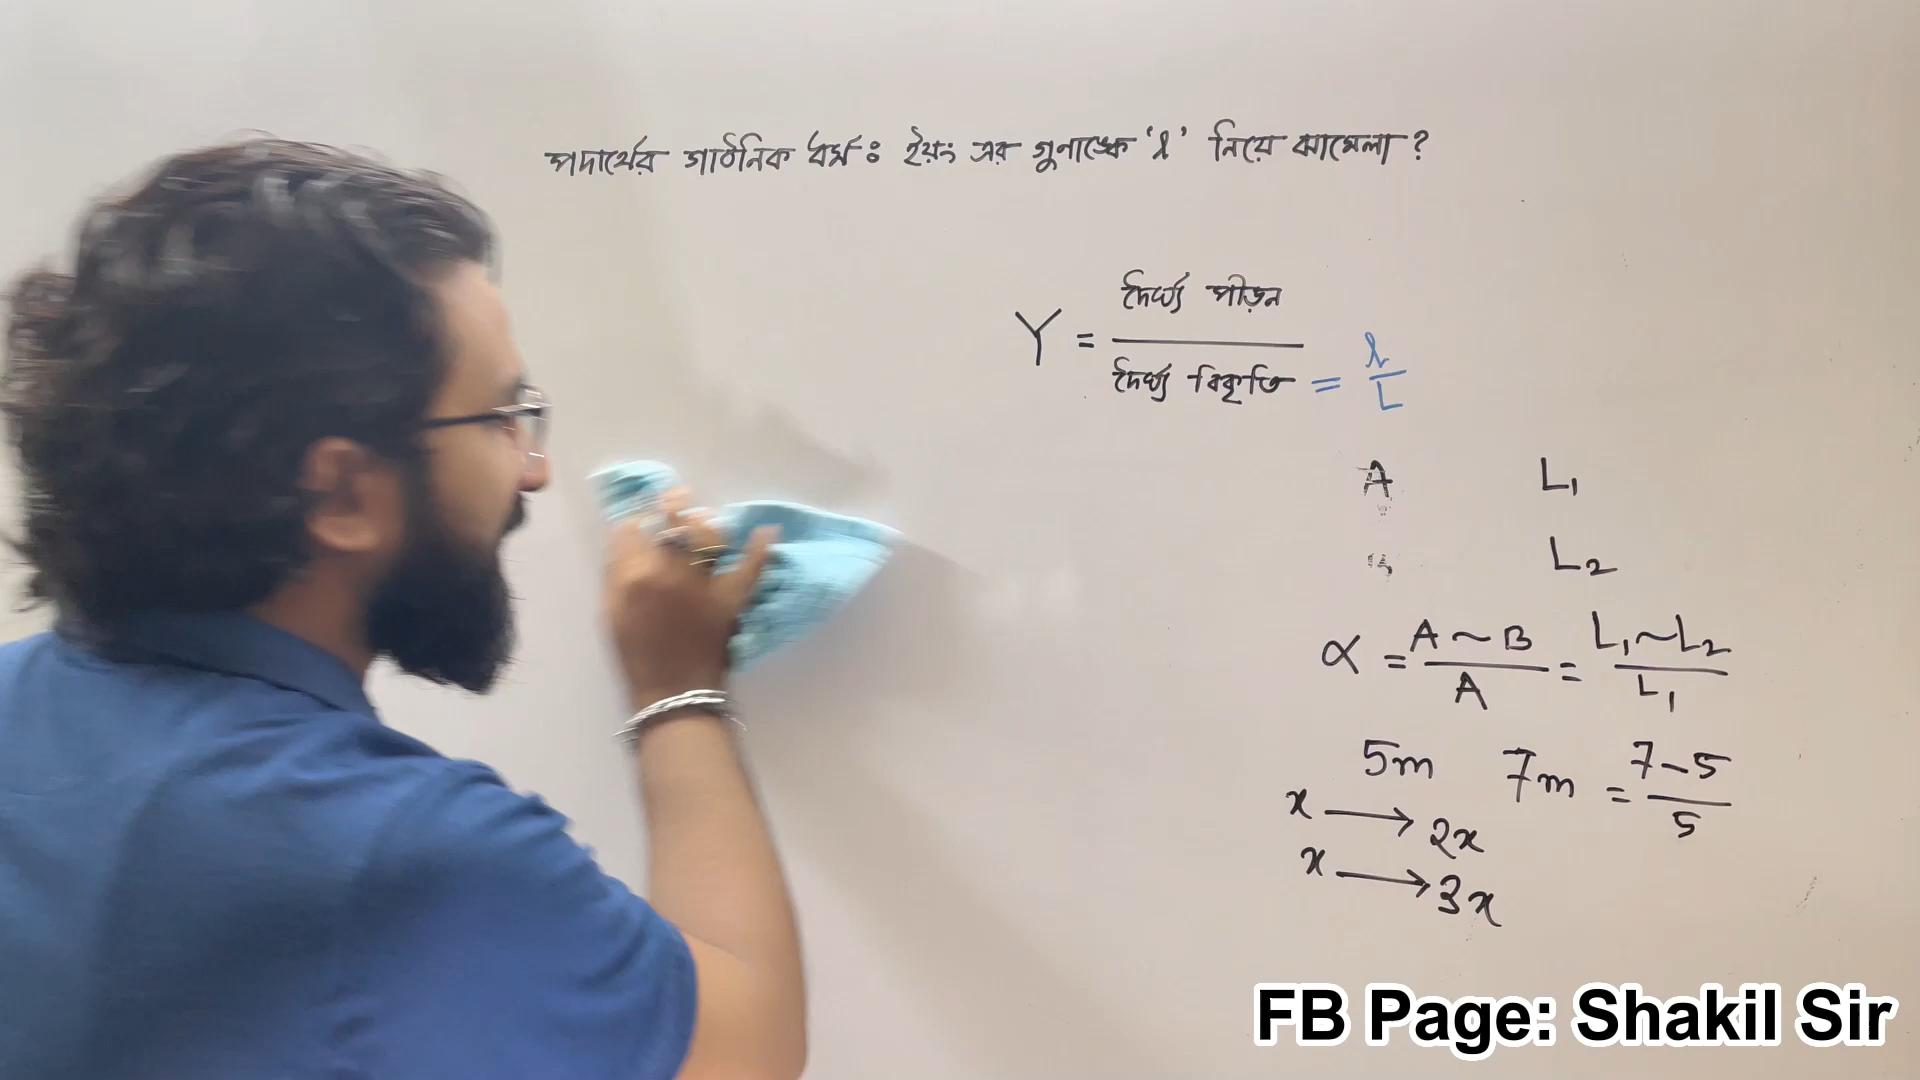 পদার্থের গাঠনিক ধর্মঃ ইয়ং এর গুণাঙ্কে 'l' নিয়ে ঝামেলা ?
Y = দৈর্ঘ্য পীড়ন / দৈর্ঘ্য বিকৃতি = l / L
A L₁
L₂
α = A ~ B / A = L₁ ~ L₂ / L₁
5m 7m = 7 - 5 / 5
x → 2x
x → 3x
FB Page: Shakil Sir